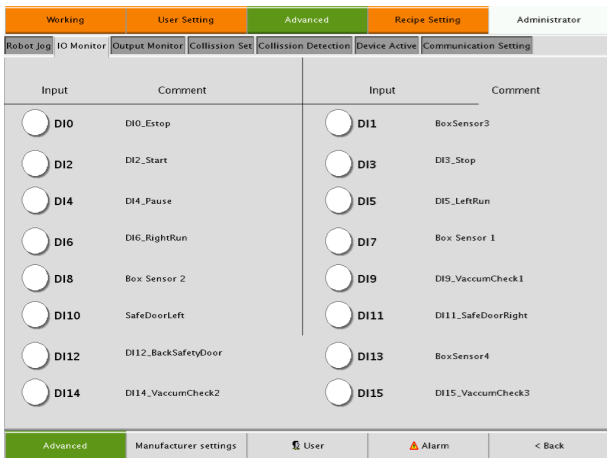 Working User Setting Advanced Recipe Setting Administrator
Robot Jog IO Monitor Output Monitor Collision Set Collision Detection Device Active Communication Setting
Input Comment Input Comment
DI0 DI0_Estop DI1 BoxSensor3
DI2 DI2_Start DI3 DI3_Stop
DI4 DI4_Pause DI5 DI5_LeftRun
DI6 DI6_RightRun DI7 Box Sensor 1
DI8 Box Sensor 2 DI9 DI9_VaccumCheck1
DI10 SafeDoorLeft DI11 DI11_SafeDoorRight
DI12 DI12_BackSafetyDoor DI13 BoxSensor4
DI14 DI14_VaccumCheck2 DI15 DI15_VaccumCheck3
Advanced Manufacturer settings User Alarm < Back